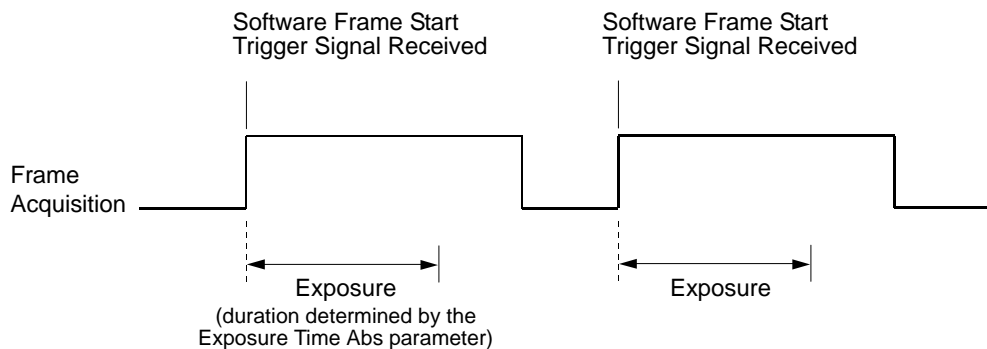 Software Frame Start
Trigger Signal Received
Software Frame Start
Trigger Signal Received
Frame
Acquisition
Exposure
(duration determined by the
Exposure Time Abs parameter)
Exposure